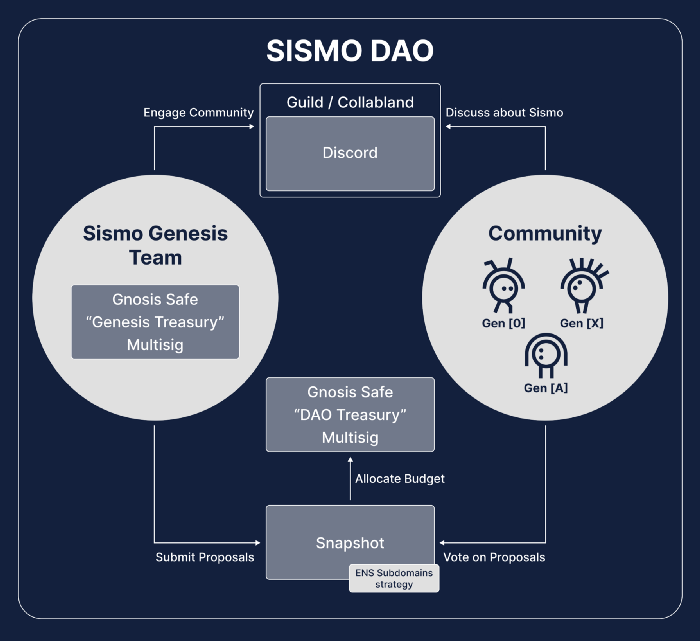 SISMO DAO
Engage Community
Guild / Collabland
Discuss about Sismo
Discord
Sismo Genesis
Team
Gnosis Safe
“Genesis Treasury”
Multisig
Community
Gen [0]
Gen [X]
Gen [A]
Gnosis Safe
“DAO Treasury”
Multisig
Allocate Budget
Snapshot
Submit Proposals
Vote on Proposals
ENS Subdomains
strategy